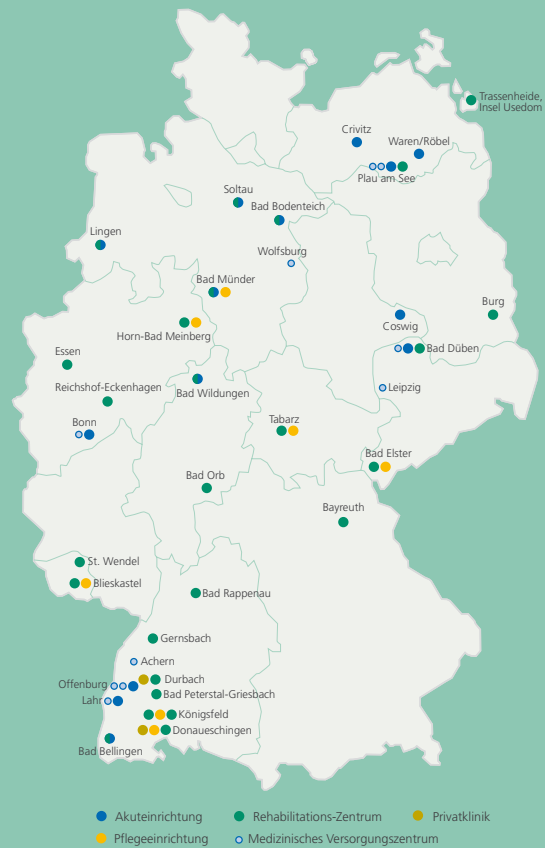 Trassenheide,
Insel Usedom
Crivitz
Waren/Röbel
Plau am See
Soltau
Bad Bodenteich
Lingen
Wolfsburg
Bad Münder
Burg
Coswig
Horn-Bad Meinberg
Bad Düben
Essen
Reichshof-Eckenhagen
Bad Wildungen
Leipzig
Bonn
Tabarz
Bad Elster
Bad Orb
Bayreuth
St. Wendel
Blieskastel
Bad Rappenau
Gernsbach
Achern
Offenburg
Durbach
Bad Peterstal-Griesbach
Lahr
Königsfeld
Donaueschingen
Bad Bellingen
Akuteinrichtung
Rehabilitations-Zentrum
Privatklinik
Pflegeeinrichtung
Medizinisches Versorgungszentrum